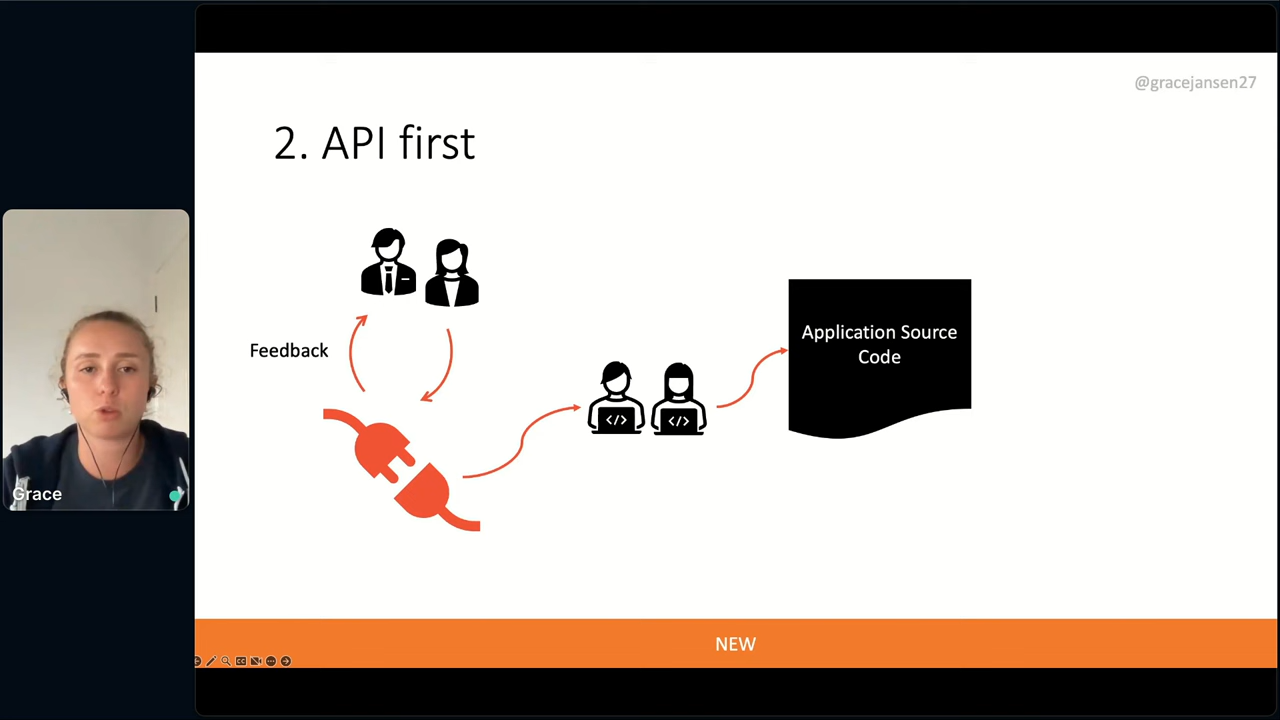 @gracejansen27
2. API first
Feedback
Application Source
Code
</>
</>
Grace
NEW